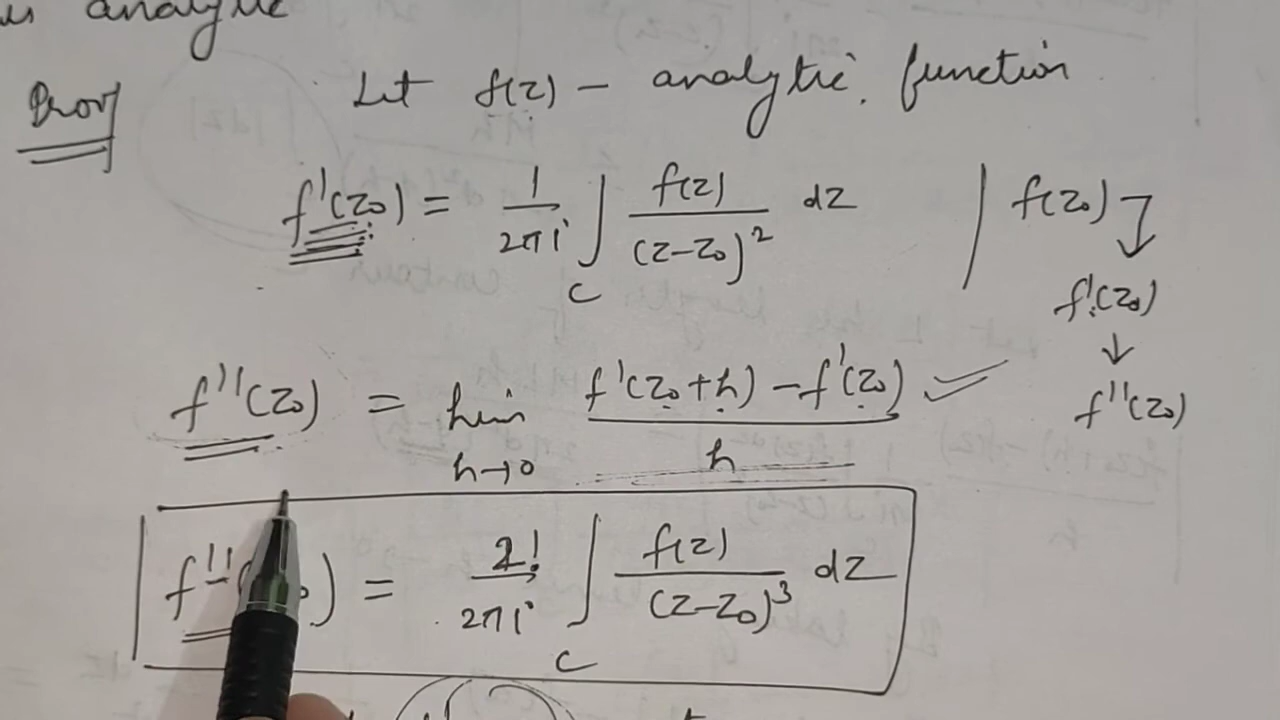 is analytic
Proof Let f(z) - analytic function
f'(z₀) = 1/2πi ∫_C f(z)/(z-z₀)² dz | f(z₀)
f'(z₀)
f''(z₀) = lim_{h→0} f'(z₀+h) - f'(z₀)/h
f''(z₀)
f''(z₀) = 2!/2πi ∫_C f(z)/(z-z₀)³ dz